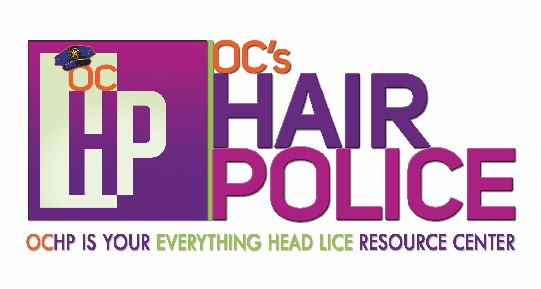 OC
HP
OC's
HAIR
POLICE
OCHP IS YOUR EVERYTHING HEAD LICE RESOURCE CENTER